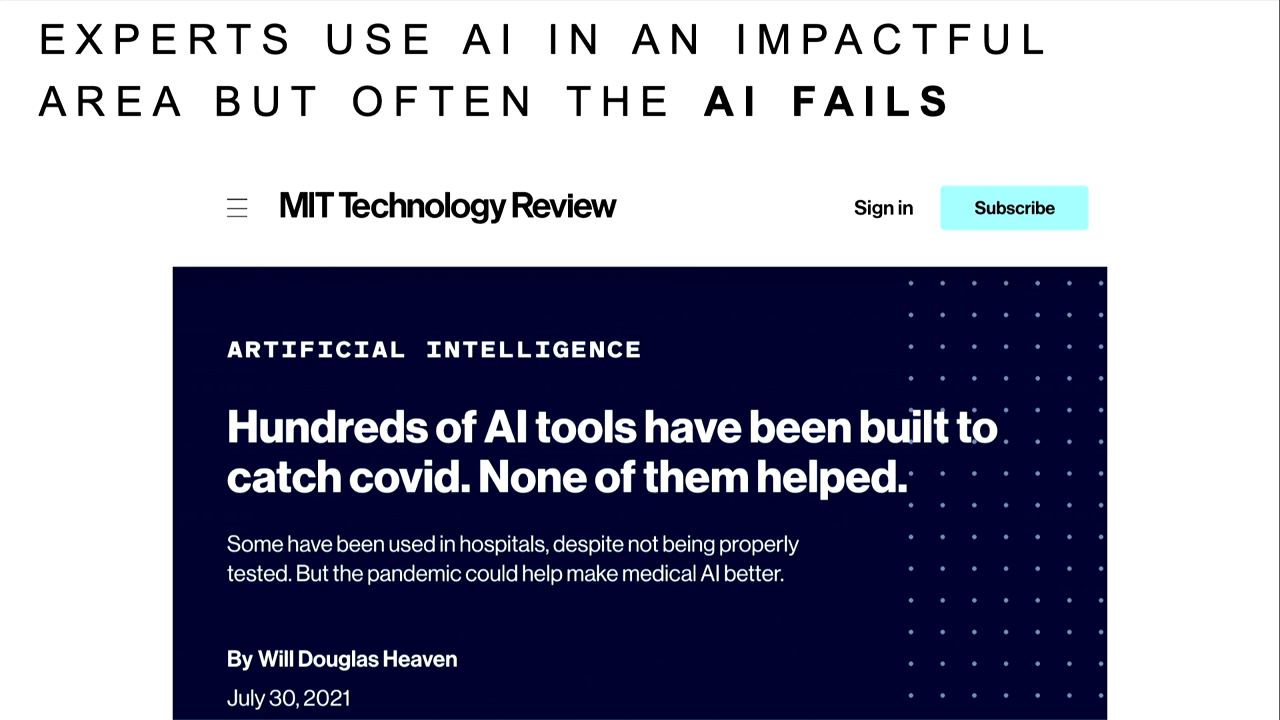 EXPERTS USE AI IN AN IMPACTFUL
AREA BUT OFTEN THE AI FAILS
MIT Technology Review
Sign in
Subscribe
ARTIFICIAL INTELLIGENCE
Hundreds of AI tools have been built to
catch covid. None of them helped.
Some have been used in hospitals, despite not being properly
tested. But the pandemic could help make medical AI better.
By Will Douglas Heaven
July 30, 2021